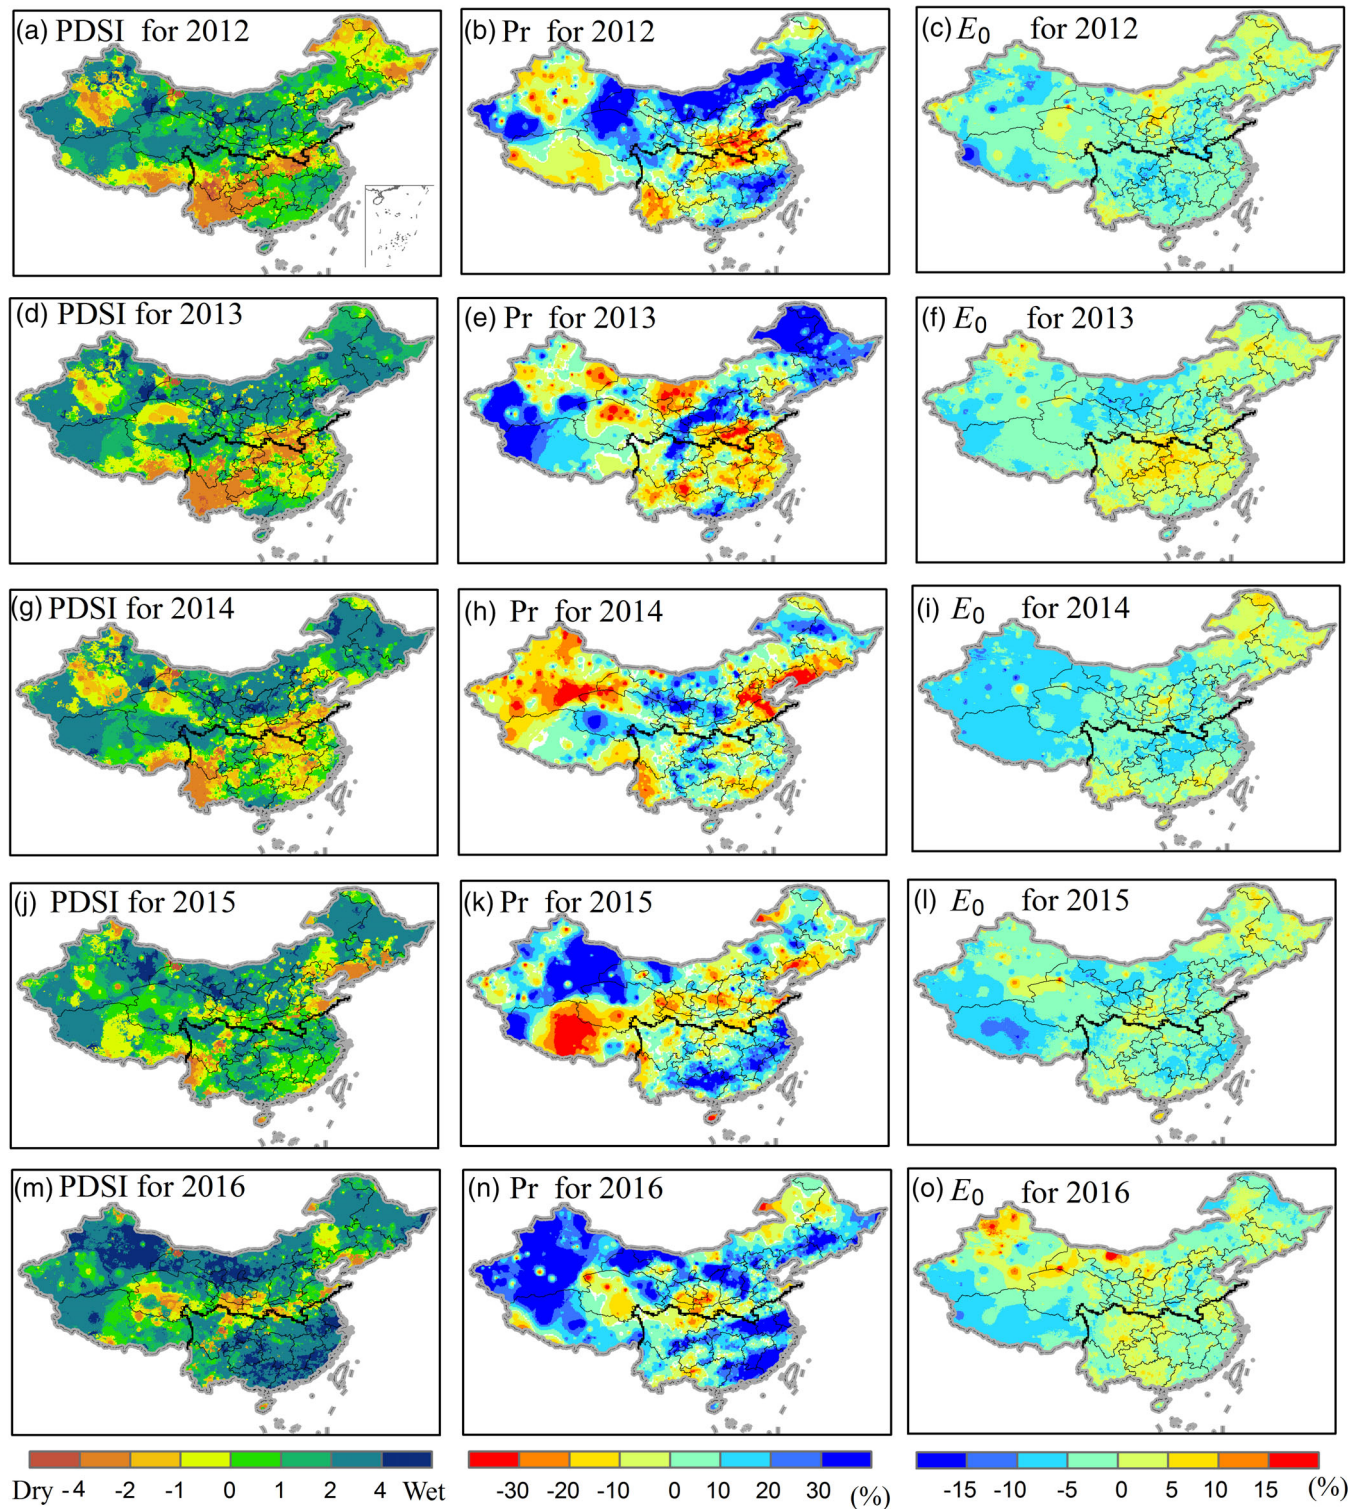 (a) PDSI for 2012
(b) Pr for 2012
(c) E0 for 2012
(d) PDSI for 2013
(e) Pr for 2013
(f) E0 for 2013
(g) PDSI for 2014
(h) Pr for 2014
(i) E0 for 2014
(j) PDSI for 2015
(k) Pr for 2015
(l) E0 for 2015
(m) PDSI for 2016
(n) Pr for 2016
(o) E0 for 2016
Dry -4 -2 -1 0 1 2 4 Wet
-30 -20 -10 0 10 20 30 (%)
-15 -10 -5 0 5 10 15 (%)